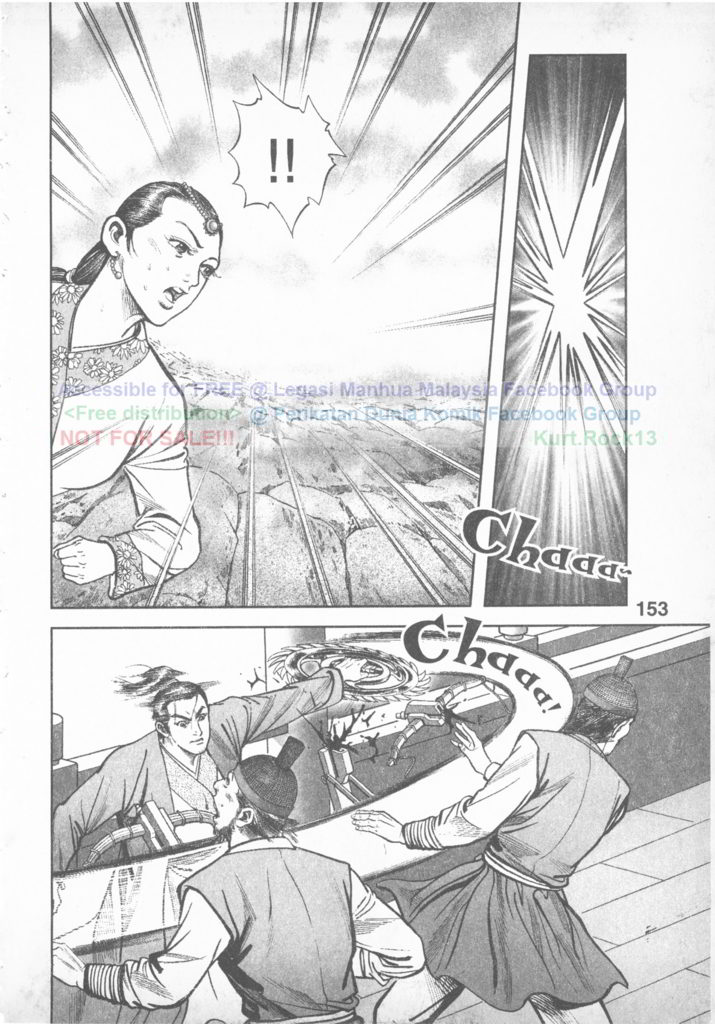 !!
Accessible for FREE @ Legasi Manhua Malaysia Facebook Group
<Free distribution> @ Perikatan Dunia Komik Facebook Group
NOT FOR SALE!!! Kurt.Rock13
Chaaa~
153
Chaaa!